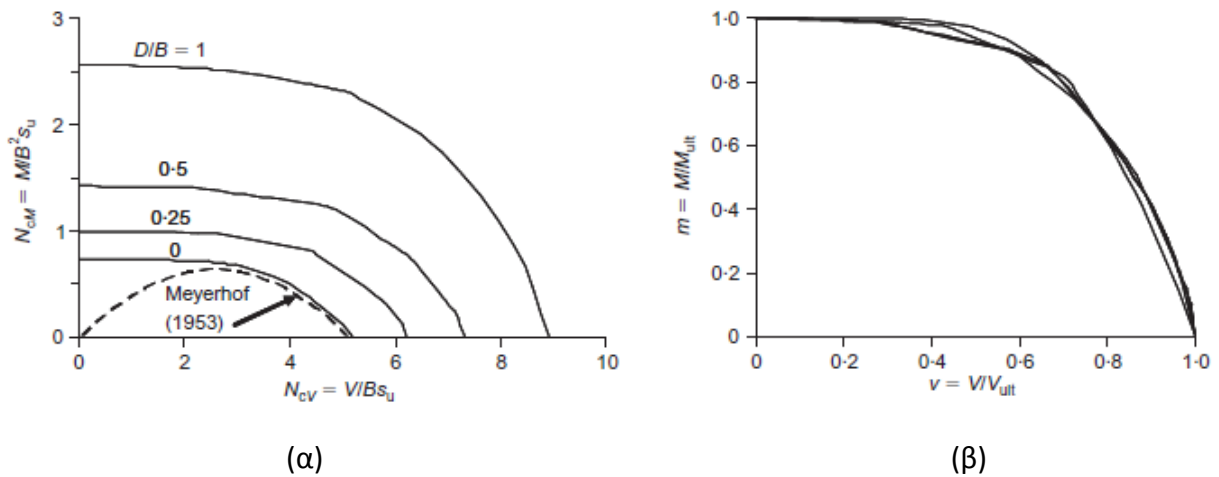 3
D/B = 1
2
0·5
1
0·25
0
Meyerhof
(1953)
0
0 2 4 6 8 10
N_cM = M/B²s_u
N_cV = V/Bs_u
(α)
1·0
0·8
0·6
0·4
0·2
0
0 0·2 0·4 0·6 0·8 1·0
m = M/M_ult
v = V/V_ult
(β)